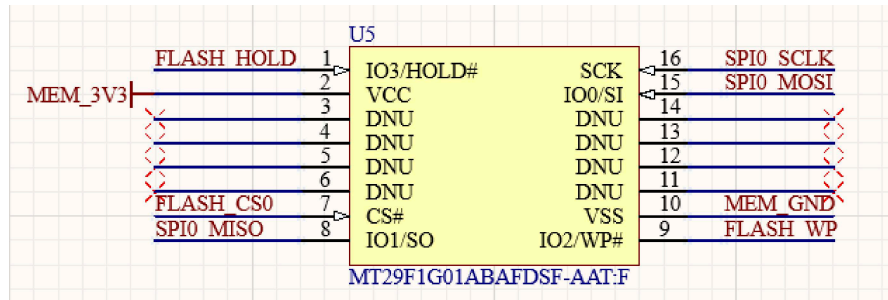 U5
FLASH_HOLD 1 IO3/HOLD# SCK 16 SPI0_SCLK
MEM_3V3 2 VCC IO0/SI 15 SPI0_MOSI
3 DNU DNU 14
4 DNU DNU 13
5 DNU DNU 12
6 DNU DNU 11
FLASH_CS0 7 CS# VSS 10 MEM_GND
SPI0_MISO 8 IO1/SO IO2/WP# 9 FLASH_WP
MT29F1G01ABAFDSF-AAT:F